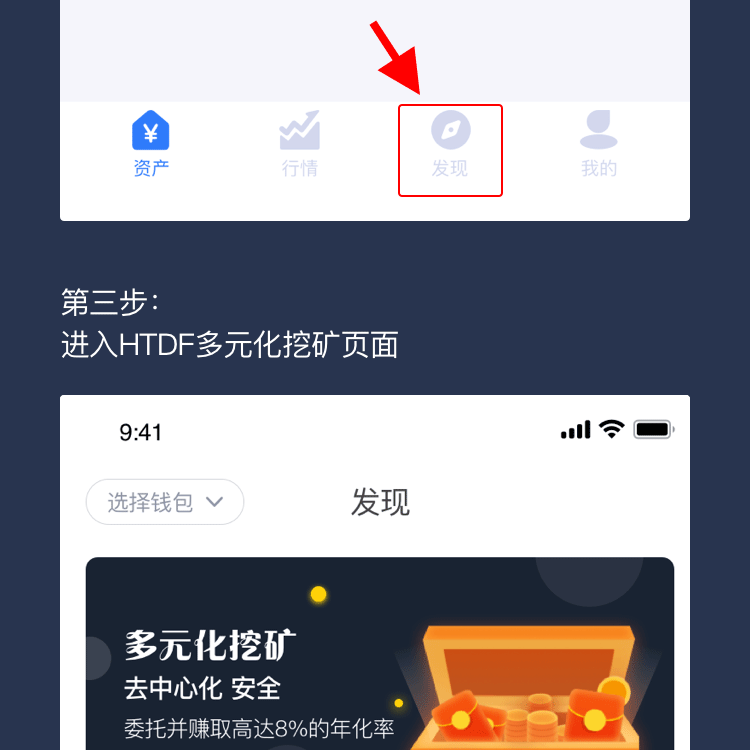 ¥
资产 行情 发现 我的
第三步：
进入HTDF多元化挖矿页面
9:41
选择钱包 发现
多元化挖矿
去中心化 安全
委托并赚取高达8%的年化率